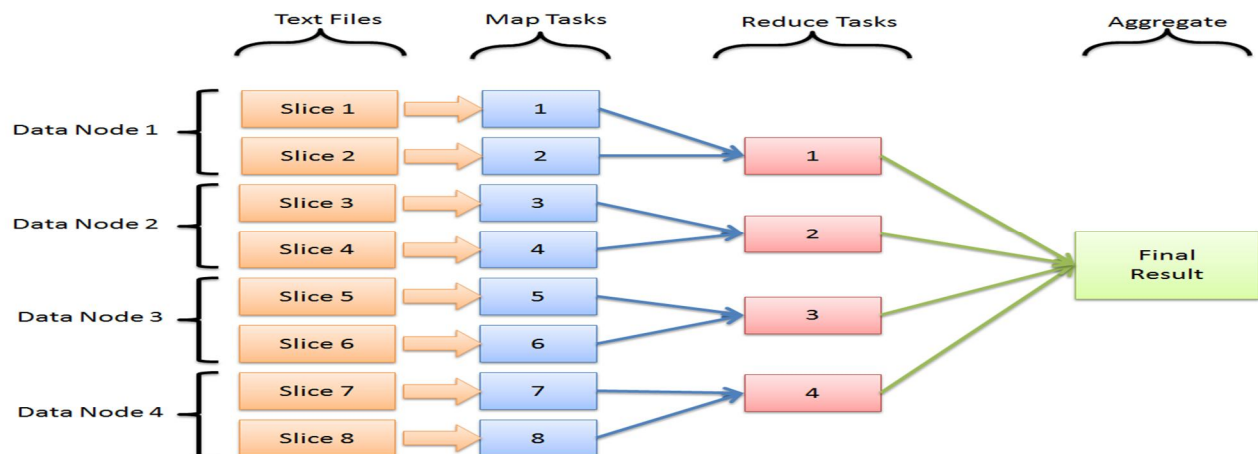 Text Files
Map Tasks
Reduce Tasks
Aggregate
Data Node 1
Slice 1
1
Slice 2
2
1
Data Node 2
Slice 3
3
Slice 4
4
2
Data Node 3
Slice 5
5
Slice 6
6
3
Data Node 4
Slice 7
7
Slice 8
8
4
Final
Result